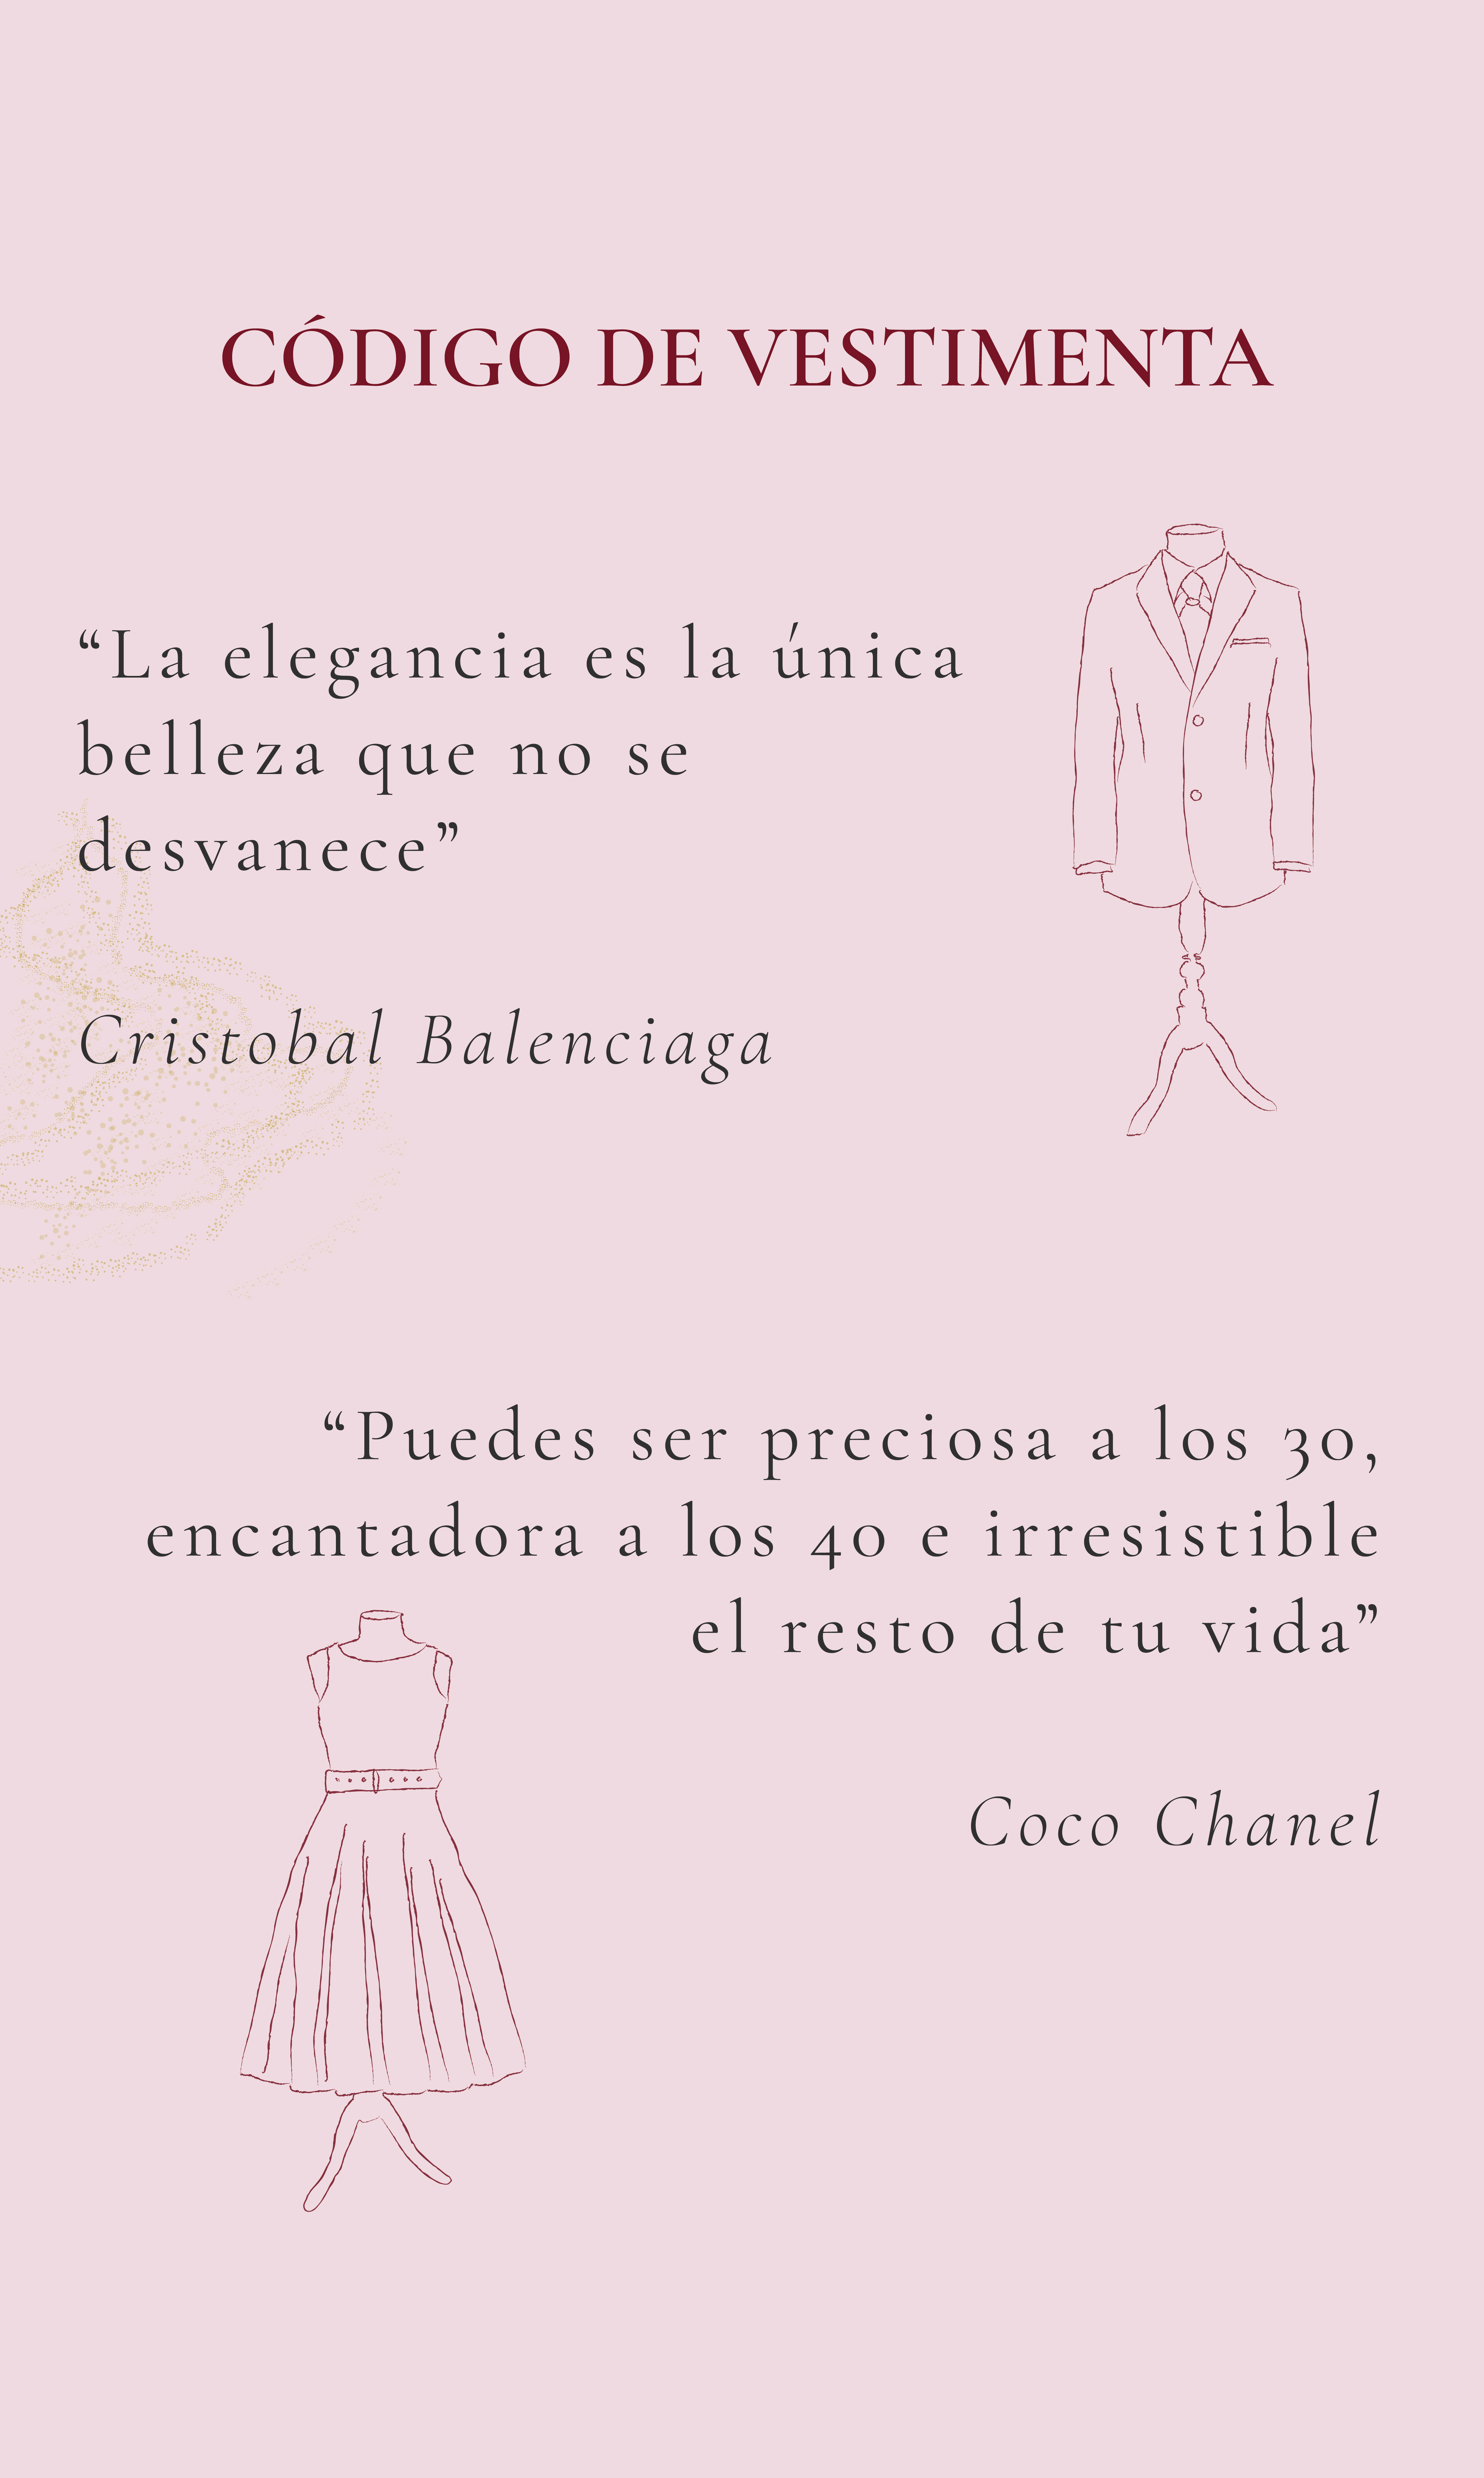 CÓDIGO DE VESTIMENTA
“La elegancia es la única
belleza que no se
desvanece”
Cristobal Balenciaga
“Puedes ser preciosa a los 30,
encantadora a los 40 e irresistible
el resto de tu vida”
Coco Chanel